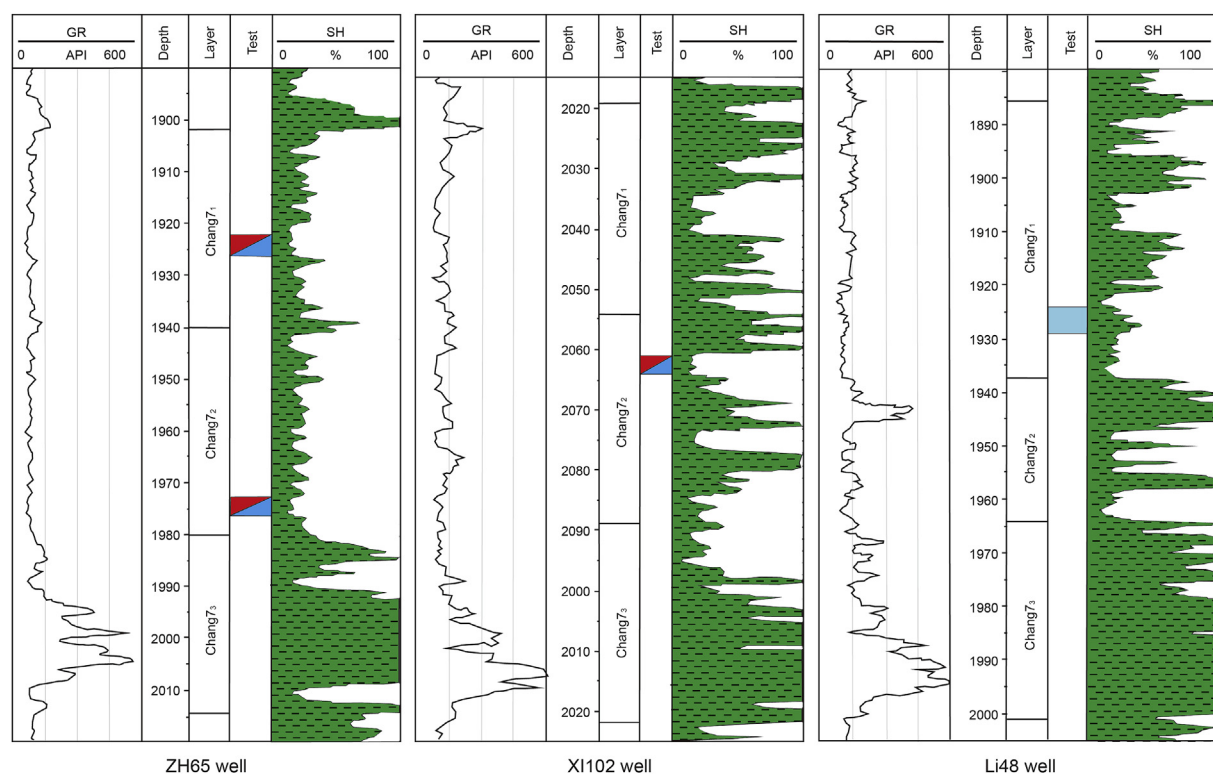 GR
0 API 600
Depth
Layer
Test
SH
0 % 100
1900
1910
1920
1930
1940
1950
1960
1970
1980
1990
2000
2010
Chang7₁
Chang7₂
Chang7₃
ZH65 well
GR
0 API 600
Depth
Layer
Test
SH
0 % 100
2020
2030
2040
2050
2060
2070
2080
2090
2000
2010
2020
Chang7₁
Chang7₂
Chang7₃
XI102 well
GR
0 API 600
Depth
Layer
Test
SH
0 % 100
1890
1900
1910
1920
1930
1940
1950
1960
1970
1980
1990
2000
Chang7₁
Chang7₂
Chang7₃
Li48 well